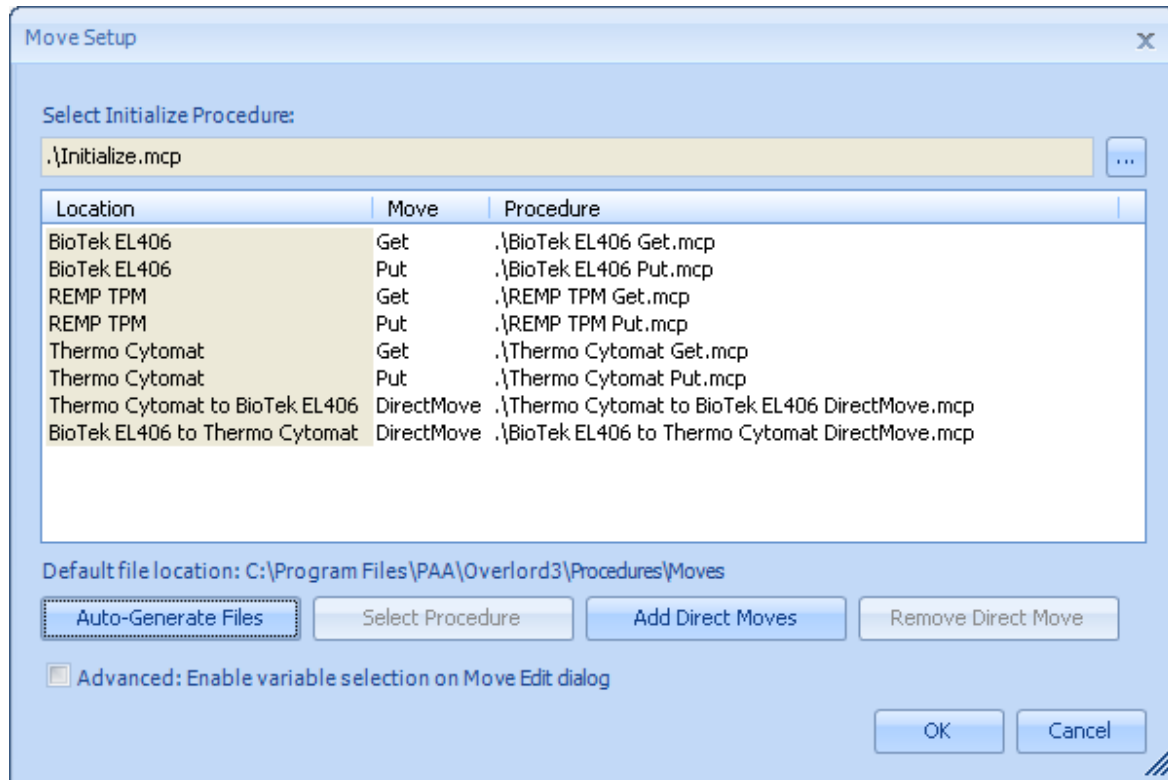 Move Setup
x
Select Initialize Procedure:
.\Initialize.mcp
...
Location Move Procedure
BioTek EL406 Get .\BioTek EL406 Get.mcp
BioTek EL406 Put .\BioTek EL406 Put.mcp
REMP TPM Get .\REMP TPM Get.mcp
REMP TPM Put .\REMP TPM Put.mcp
Thermo Cytomat Get .\Thermo Cytomat Get.mcp
Thermo Cytomat Put .\Thermo Cytomat Put.mcp
Thermo Cytomat to BioTek EL406 DirectMove .\Thermo Cytomat to BioTek EL406 DirectMove.mcp
BioTek EL406 to Thermo Cytomat DirectMove .\BioTek EL406 to Thermo Cytomat DirectMove.mcp
Default file location: C:\Program Files\PAA\Overlord3\Procedures\Moves
Auto-Generate Files Select Procedure Add Direct Moves Remove Direct Move
Advanced: Enable variable selection on Move Edit dialog
OK Cancel